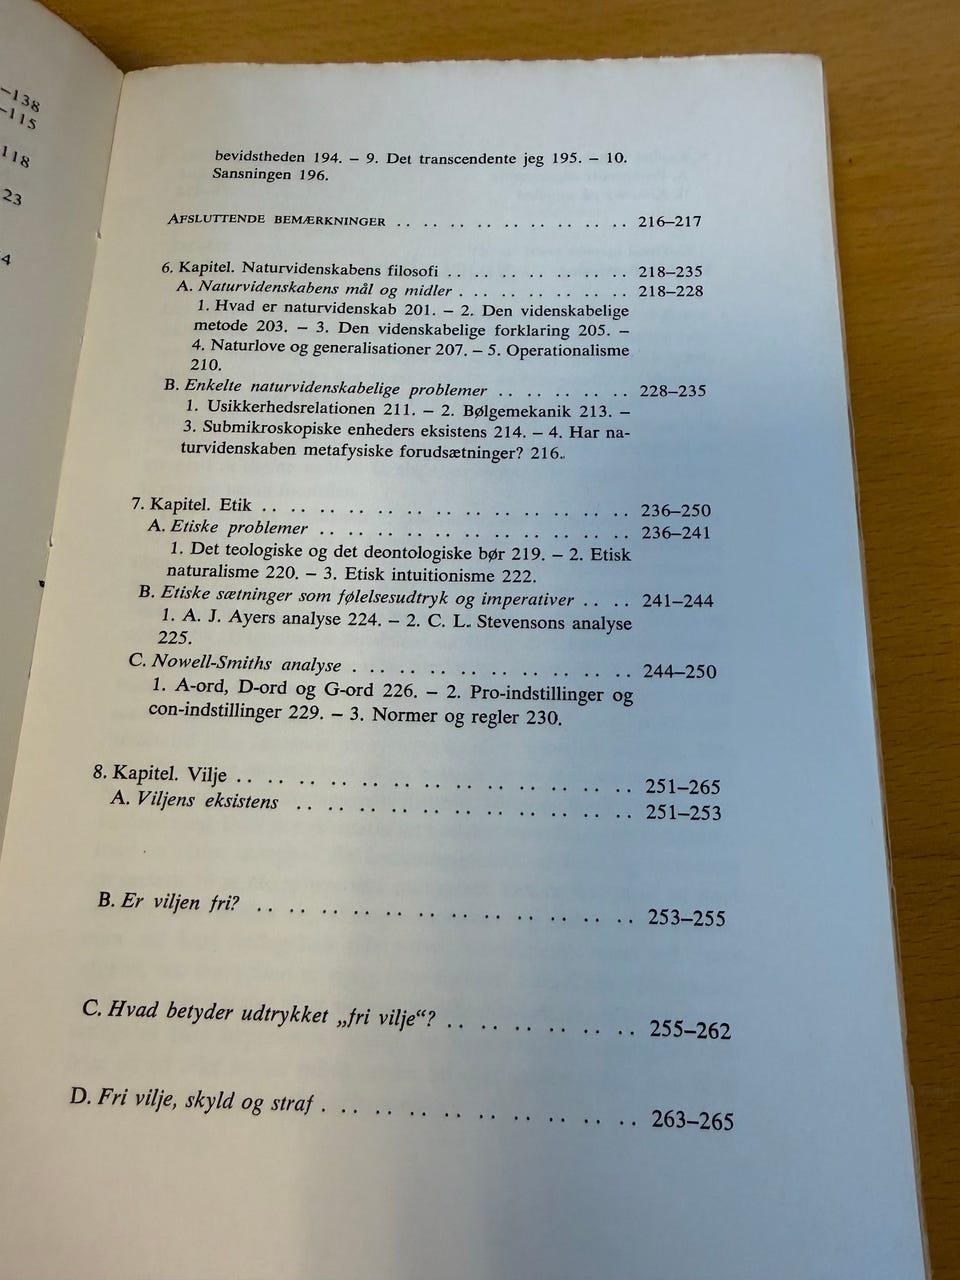 –138
–115
118
23
4
bevidstheden 194. – 9. Det transcendente jeg 195. – 10.
Sansningen 196.
AFSLUTTENDE BEMÆRKNINGER .. .. .. .. .. .. .. .. .. 216–217
6. Kapitel. Naturvidenskabens filosofi .. .. .. .. .. .. .. 218–235
A. Naturvidenskabens mål og midler . .. .. .. .. .. .. 218–228
1. Hvad er naturvidenskab 201. – 2. Den videnskabelige
metode 203. – 3. Den videnskabelige forklaring 205. –
4. Naturlove og generalisationer 207. – 5. Operationalisme
210.
B. Enkelte naturvidenskabelige problemer .. .. .. .. .. 228–235
1. Usikkerhedsrelationen 211. – 2. Bølgemekanik 213. –
3. Submikroskopiske enheders eksistens 214. – 4. Har na-
turvidenskaben metafysiske forudsætninger? 216.
7. Kapitel. Etik .. .. .. .. .. .. .. .. .. .. .. .. .. 236–250
A. Etiske problemer .. .. .. .. .. .. .. .. .. .. .. 236–241
1. Det teologiske og det deontologiske bør 219. – 2. Etisk
naturalisme 220. – 3. Etisk intuitionisme 222.
B. Etiske sætninger som følelsesudtryk og imperativer .. .. 241–244
1. A. J. Ayers analyse 224. – 2. C. L. Stevensons analyse
225.
C. Nowell-Smiths analyse . .. .. .. .. .. .. .. .. .. 244–250
1. A-ord, D-ord og G-ord 226. – 2. Pro-indstillinger og
con-indstillinger 229. – 3. Normer og regler 230.
8. Kapitel. Vilje .. .. .. .. .. .. .. .. .. .. .. .. .. 251–265
A. Viljens eksistens .. .. .. .. .. .. .. .. .. .. .. 251–253
B. Er viljen fri? .. .. .. .. .. .. .. .. .. .. .. .. 253–255
C. Hvad betyder udtrykket „fri vilje“? .. .. .. .. .. .. 255–262
D. Fri vilje, skyld og straf . .. .. .. .. .. .. .. .. .. 263–265